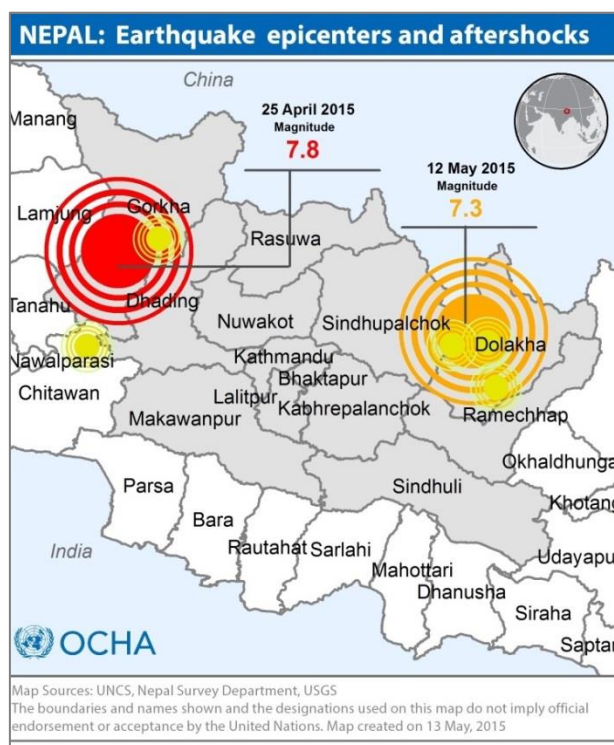 NEPAL: Earthquake epicenters and aftershocks
China
25 April 2015
Magnitude
7.8
12 May 2015
Magnitude
7.3
Manang
Lamjung
Gorkha
Rasuwa
Tanahu
Dhading
Nuwakot
Sindhupalchok
Dolakha
Nawalparasi
Kathmandu
Chitawan
Bhaktapur
Lalitpur
Makawanpur
Kabhrepalanchok
Ramechhap
Okhaldhunga
Parsa
Sindhuli
Khotang
Bara
India
Rautahat
Sarlahi
Udayapu
Mahottari
Dhanusha
Siraha
Saptar
OCHA
Map Sources: UNCS, Nepal Survey Department, USGS
The boundaries and names shown and the designations used on this map do not imply official
endorsement or acceptance by the United Nations. Map created on 13 May, 2015